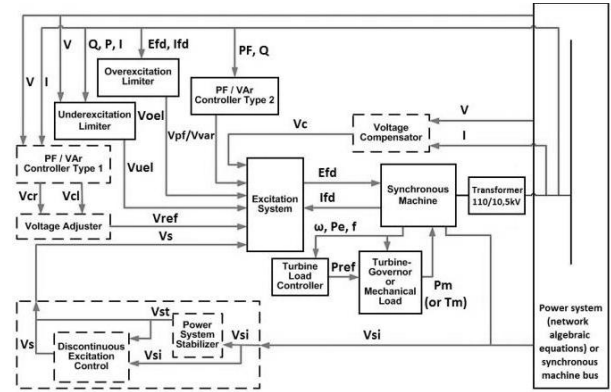 V
Q, P, I
Efd, Ifd
PF, Q
V
I
Overexcitation
Limiter
PF / VAr
Controller Type 2
Underexcitation
Limiter
Voel
Vpf/Vvar
Vc
Voltage
Compensator
V
I
PF / VAr
Controller Type 1
Vuel
Excitation
System
Efd
Ifd
Synchronous
Machine
Transformer
110/10,5kV
Vcr
Vcl
Voltage Adjuster
Vref
Vs
ω, Pe, f
Turbine
Load
Controller
Pref
Turbine-
Governor or
Mechanical
Load
Pm
(or Tm)
Vst
Power
System
Stabilizer
Vsi
Vsi
Vs
Discontinuous
Excitation
Control
Vsi
Power system
(network
algebraic
equations) or
synchronous
machine bus